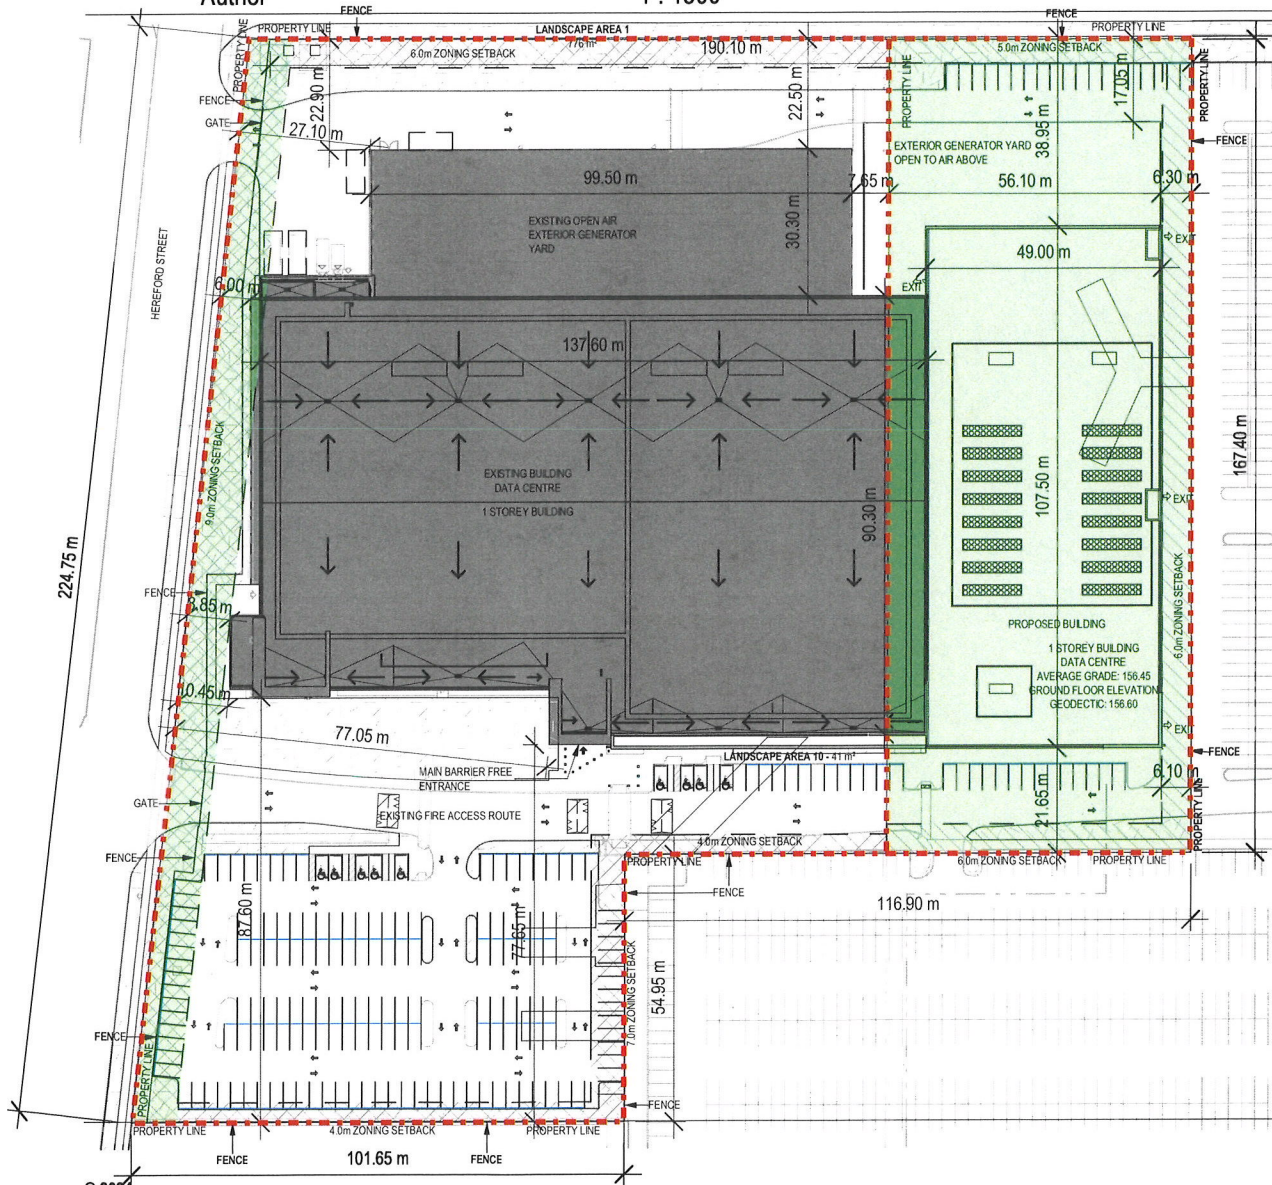 1 : 1500
FENCE
PROPERTY LINE
LANDSCAPE AREA 1
776 m²
6.0m ZONING SETBACK
190.10 m
FENCE
PROPERTY LINE
5.0m ZONING SETBACK
PROPERTY LINE
FENCE
GATE
22.90 m
27.10 m
22.50 m
PROPERTY LINE
17.05 m
38.95 m
PROPERTY LINE
FENCE
EXTERIOR GENERATOR YARD
OPEN TO AIR ABOVE
99.50 m
7.65 m
56.10 m
6.30 m
EXISTING OPEN AIR
EXTERIOR GENERATOR
YARD
30.30 m
HEREFORD STREET
EXIT
49.00 m
EXIT
6.00 m
137.60 m
9.0m ZONING SETBACK
EXISTING BUILDING
DATA CENTRE
1 STOREY BUILDING
90.30 m
107.50 m
EXIT
167.40 m
224.75 m
FENCE
3.85 m
PROPOSED BUILDING
1 STOREY BUILDING
DATA CENTRE
AVERAGE GRADE: 156.45
GROUND FLOOR ELEVATION
GEODECTIC: 156.60
6.0m ZONING SETBACK
10.45 m
77.05 m
EXIT
FENCE
LANDSCAPE AREA 10 - 41 m²
MAIN BARRIER FREE
ENTRANCE
6.10 m
GATE
EXISTING FIRE ACCESS ROUTE
21.65 m
PROPERTY LINE
4.0m ZONING SETBACK
FENCE
PROPERTY LINE
6.0m ZONING SETBACK
PROPERTY LINE
FENCE
116.90 m
87.60 m
77.65 m
7.0m ZONING SETBACK
54.95 m
FENCE
PROPERTY LINE
FENCE
PROPERTY LINE
4.0m ZONING SETBACK
PROPERTY LINE
FENCE
101.65 m
FENCE